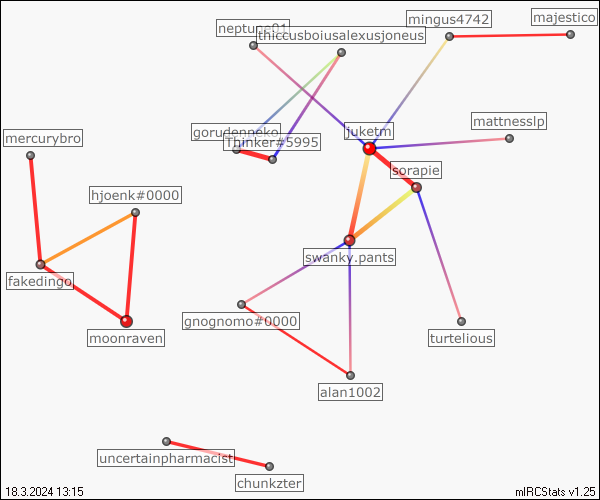 mingus4742
majestico
neptune01
thiccusboiusalexusjoneus
mattnesslp
gorudenneko
juketm
Thinker#5995
mercurybro
sorapie
hjoenk#0000
swanky.pants
fakedingo
gnognomo#0000
moonraven
turtelious
alan1002
uncertainpharmacist
chunkzter
18.3.2024 13:15
mIRCStats v1.25